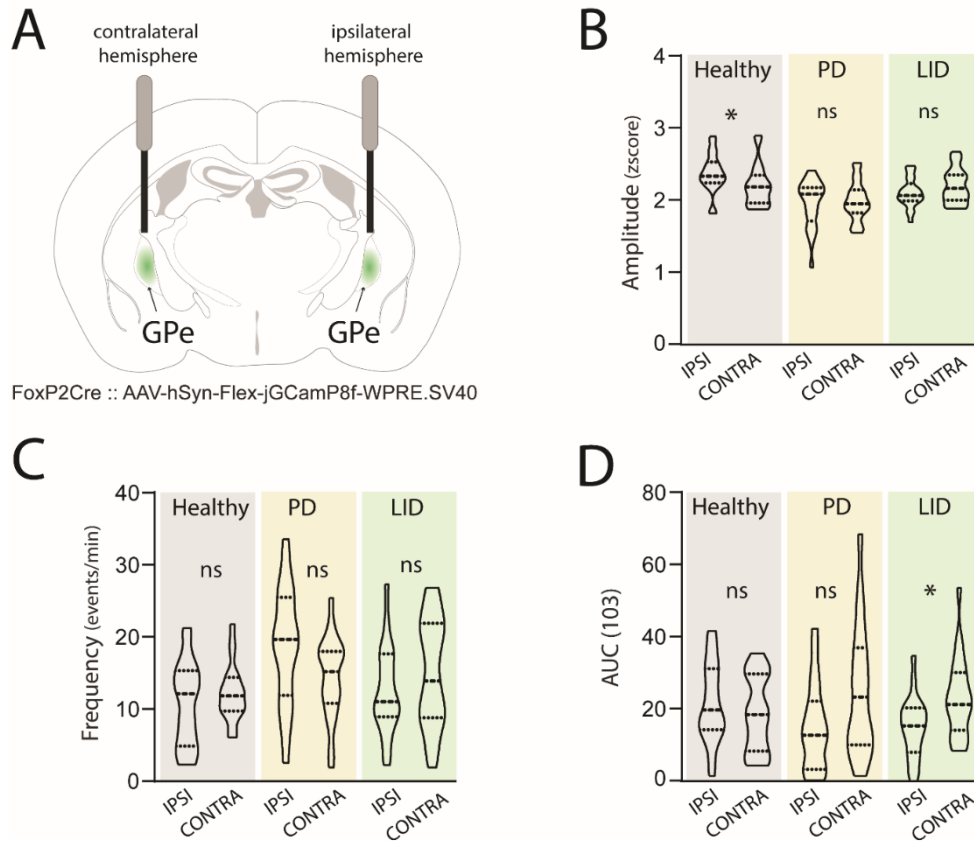 A
contralateral
hemisphere
ipsilateral
hemisphere
GPe
GPe
FoxP2Cre :: AAV-hSyn-Flex-jGCamP8f-WPRE.SV40
B
Amplitude (zscore)
4
3
2
1
0
Healthy
PD
LID
*
ns
ns
IPSI
CONTRA
IPSI
CONTRA
IPSI
CONTRA
C
Frequency (events/min)
40
30
20
10
0
Healthy
PD
LID
ns
ns
ns
IPSI
CONTRA
IPSI
CONTRA
IPSI
CONTRA
D
AUC (103)
80
60
40
20
0
Healthy
PD
LID
ns
ns
*
IPSI
CONTRA
IPSI
CONTRA
IPSI
CONTRA